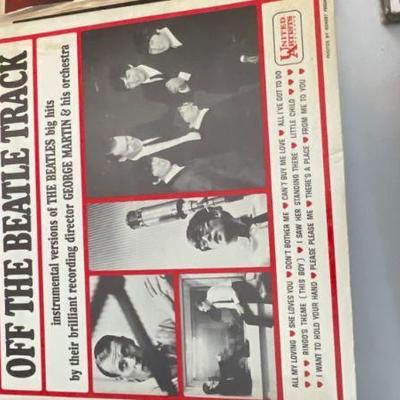 OFF THE BEATLE TRACK
instrumental versions of THE BEATLES big hits
by their brilliant recording director GEORGE MARTIN & his orchestra
UNITED
ARTISTS
ALL MY LOVING ♥ SHE LOVES YOU ♥ DON'T BOTHER ME ♥ CAN'T BUY ME LOVE ♥ ALL I'VE GOT TO DO
♥ ♥ ♥ RINGO'S THEME (THIS BOY) ♥ I SAW HER STANDING THERE ♥ LITTLE CHILD ♥ ♥ ♥
♥ I WANT TO HOLD YOUR HAND ♥ PLEASE PLEASE ME ♥ THERE'S A PLACE ♥ FROM ME TO YOU ♥
PHOTOS BY